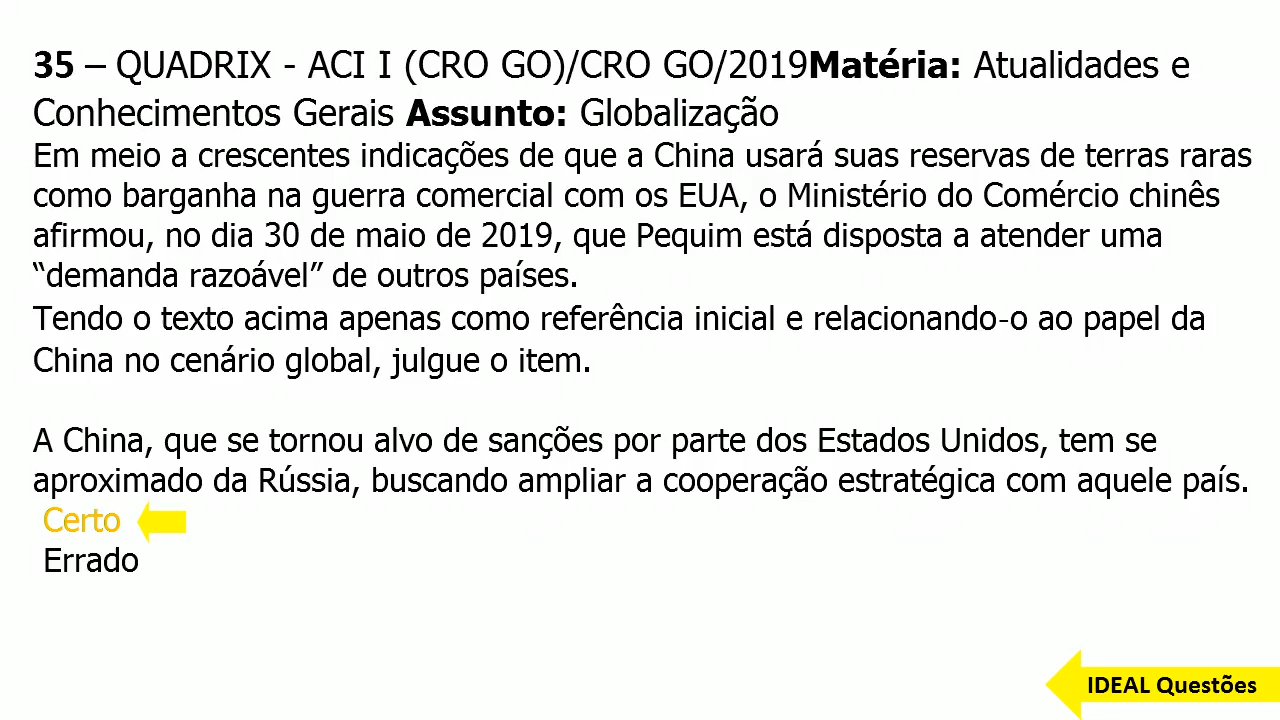 35 – QUADRIX - ACI I (CRO GO)/CRO GO/2019Matéria: Atualidades e
Conhecimentos Gerais Assunto: Globalização
Em meio a crescentes indicações de que a China usará suas reservas de terras raras
como barganha na guerra comercial com os EUA, o Ministério do Comércio chinês
afirmou, no dia 30 de maio de 2019, que Pequim está disposta a atender uma
“demanda razoável” de outros países.
Tendo o texto acima apenas como referência inicial e relacionando-o ao papel da
China no cenário global, julgue o item.
A China, que se tornou alvo de sanções por parte dos Estados Unidos, tem se
aproximado da Rússia, buscando ampliar a cooperação estratégica com aquele país.
Certo
Errado
IDEAL Questões